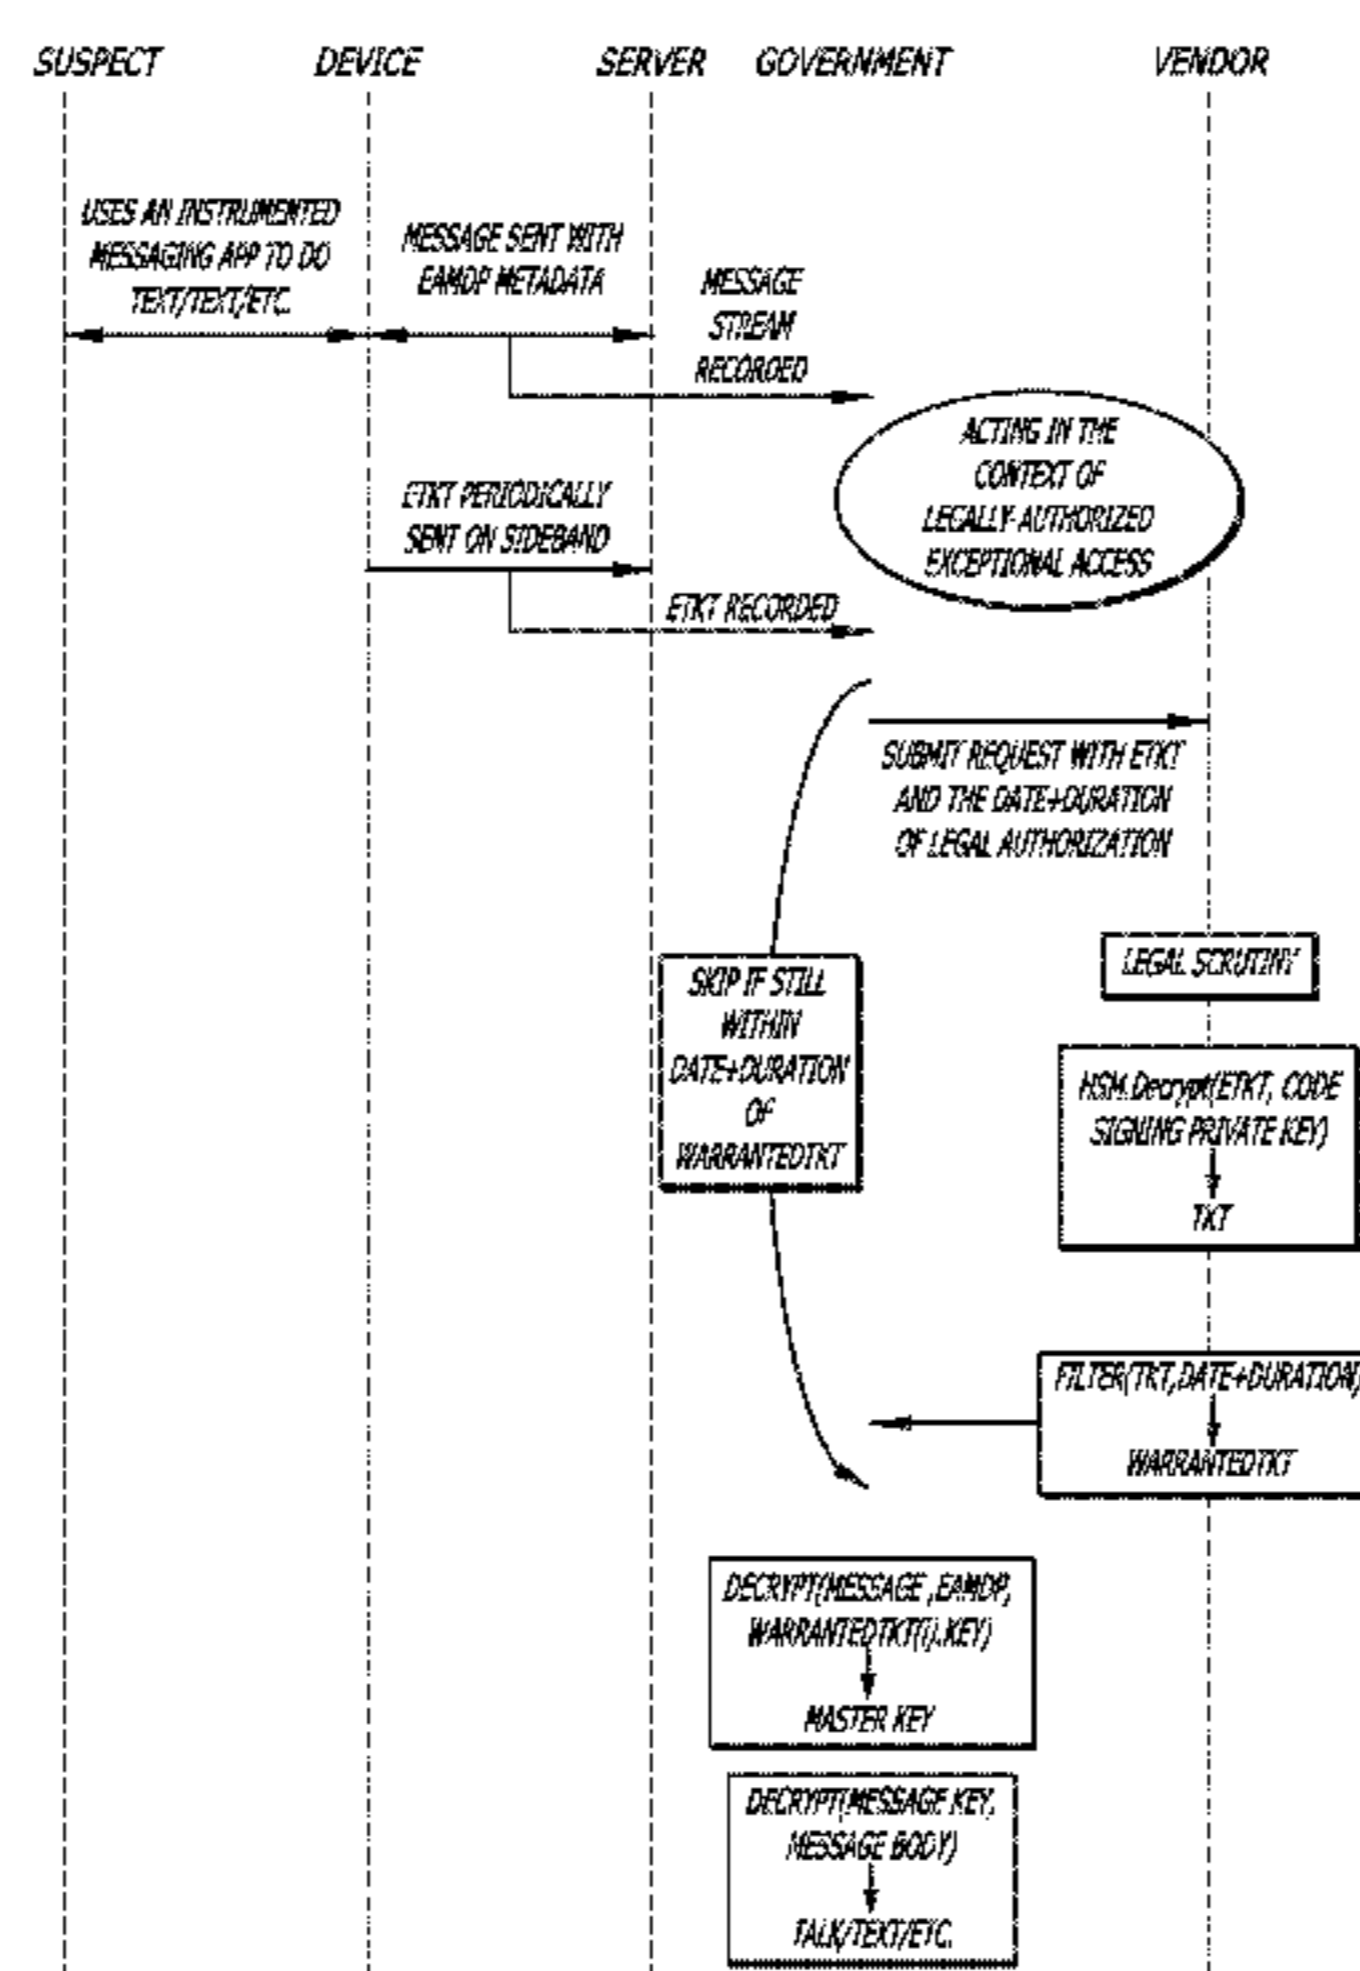 SUSPECT DEVICE SERVER GOVERNMENT VENDOR
USES AN INSTRUMENTED
MESSAGING APP TO DO
TEXT/TEXT/ETC.
MESSAGE SENT WITH
EAMDP METADATA
MESSAGE
STREAM
RECORDED
ACTING IN THE
CONTEXT OF
LEGALLY-AUTHORIZED
EXCEPTIONAL ACCESS
ETKT PERIODICALLY
SENT ON SIDEBAND
ETKT RECORDED
SUBMIT REQUEST WITH ETKT
AND THE DATE+DURATION
OF LEGAL AUTHORIZATION
LEGAL SCRUTINY
SKIP IF STILL
WITHIN
DATE+DURATION
OF
WARRANTEDTKT
HSM.Decrypt(ETKT, CODE
SIGNING PRIVATE KEY)
TXT
FILTER(TKT,DATE+DURATION)
WARRANTEDTKT
DECRYPT(MESSAGE ,EAMDP,
WARRANTEDTKT(i).KEY)
MASTER KEY
DECRYPT(MESSAGE KEY,
MESSAGE BODY)
TALK/TEXT/ETC.